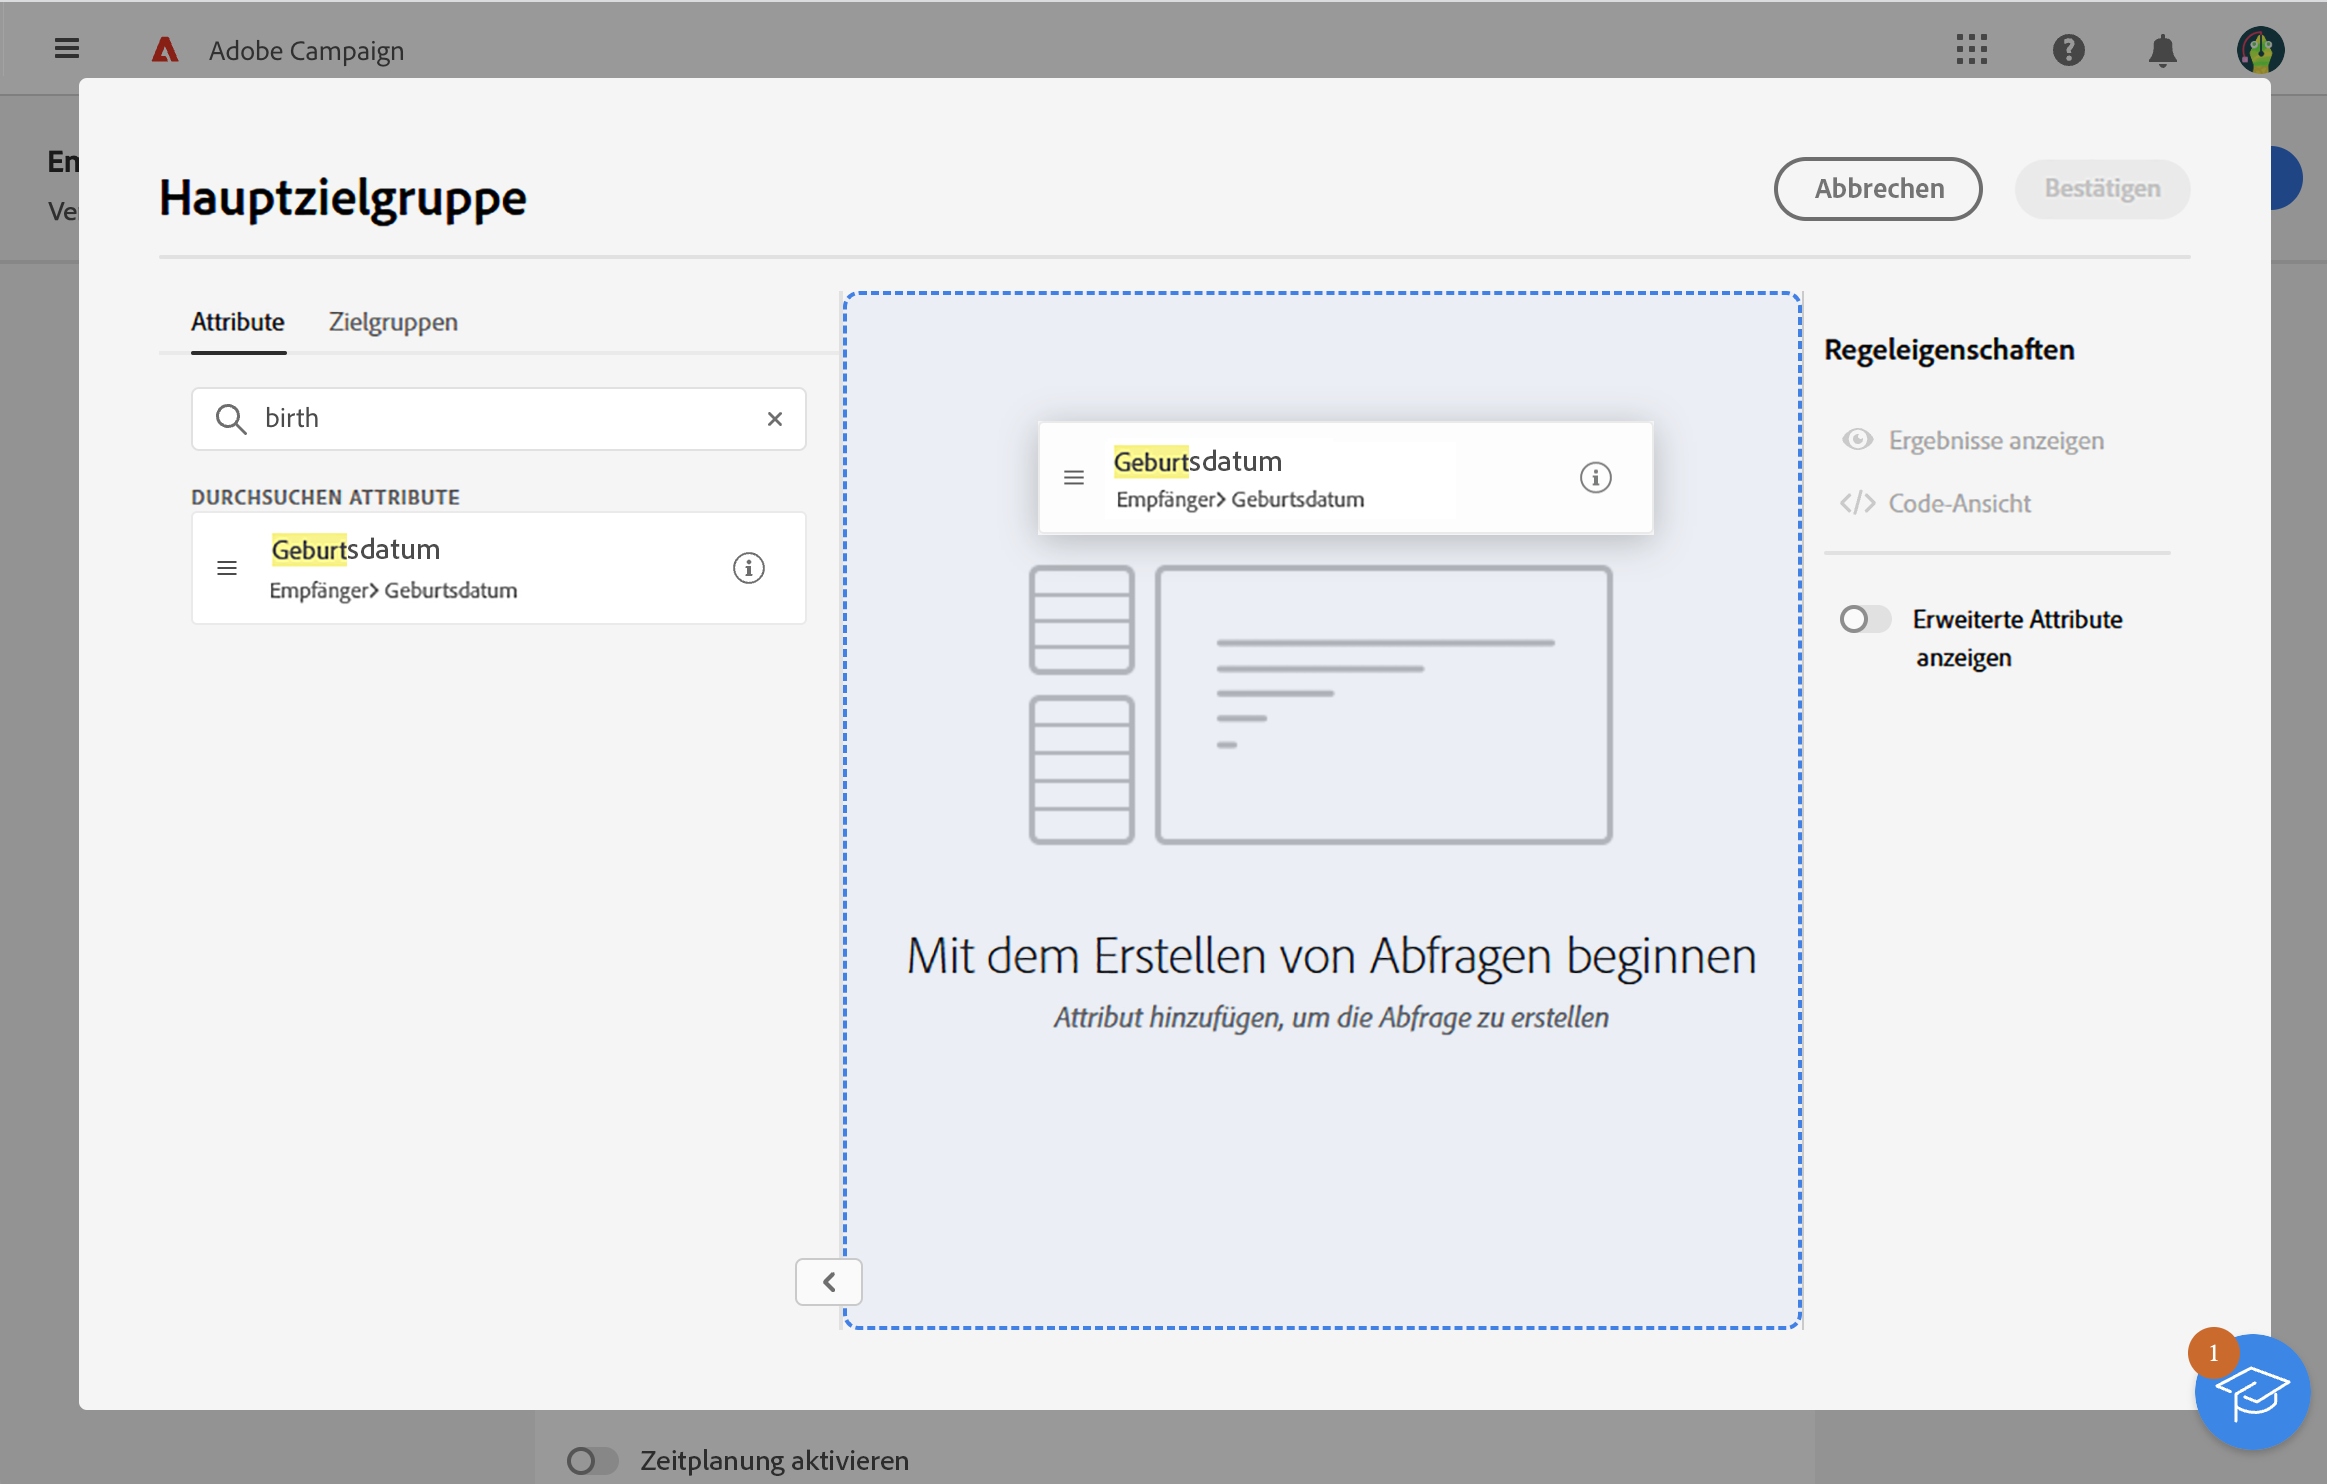 Adobe Campaign
En
Ve
Hauptzielgruppe
Abbrechen
Bestätigen
Attribute
Zielgruppen
birth
DURCHSUCHEN ATTRIBUTE
Geburtsdatum
Empfänger> Geburtsdatum
Geburtsdatum
Empfänger> Geburtsdatum
Mit dem Erstellen von Abfragen beginnen
Attribut hinzufügen, um die Abfrage zu erstellen
Regeleigenschaften
Ergebnisse anzeigen
</> Code-Ansicht
Erweiterte Attribute
anzeigen
1
Zeitplanung aktivieren